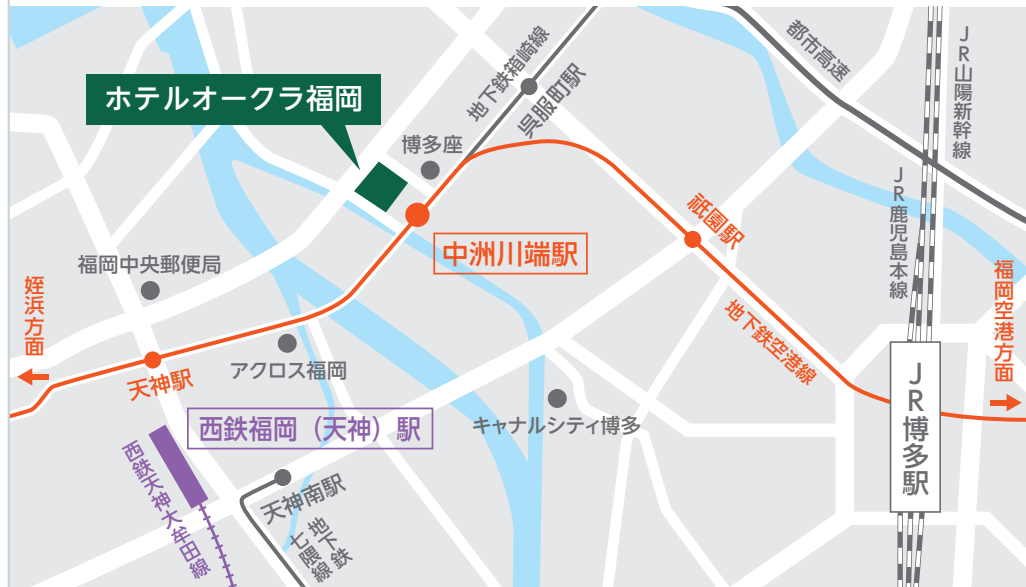 ホテルオークラ福岡
博多座
地下鉄箱崎線
呉服町駅
都市高速
JR山陽新幹線
JR鹿児島本線
祇園駅
中洲川端駅
福岡中央郵便局
姪浜方面
天神駅
アクロス福岡
地下鉄空港線
福岡空港方面
JR博多駅
西鉄福岡（天神）駅
キャナルシティ博多
西鉄天神大牟田線
天神南駅
地下鉄
七隈線